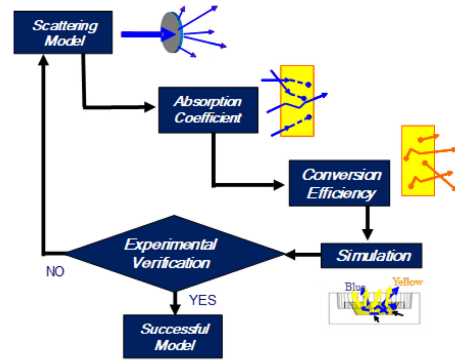 Scattering
Model
Absorption
Coefficient
Conversion
Efficiency
Experimental
Verification
Simulation
NO
YES
Blue
Yellow
Successful
Model